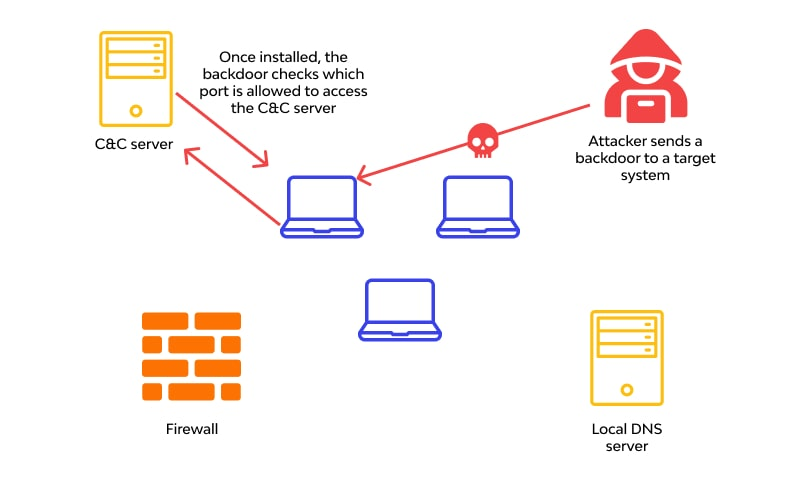 Once installed, the
backdoor checks which
port is allowed to access
the C&C server
C&C server
Attacker sends a
backdoor to a target
system
Firewall
Local DNS
server